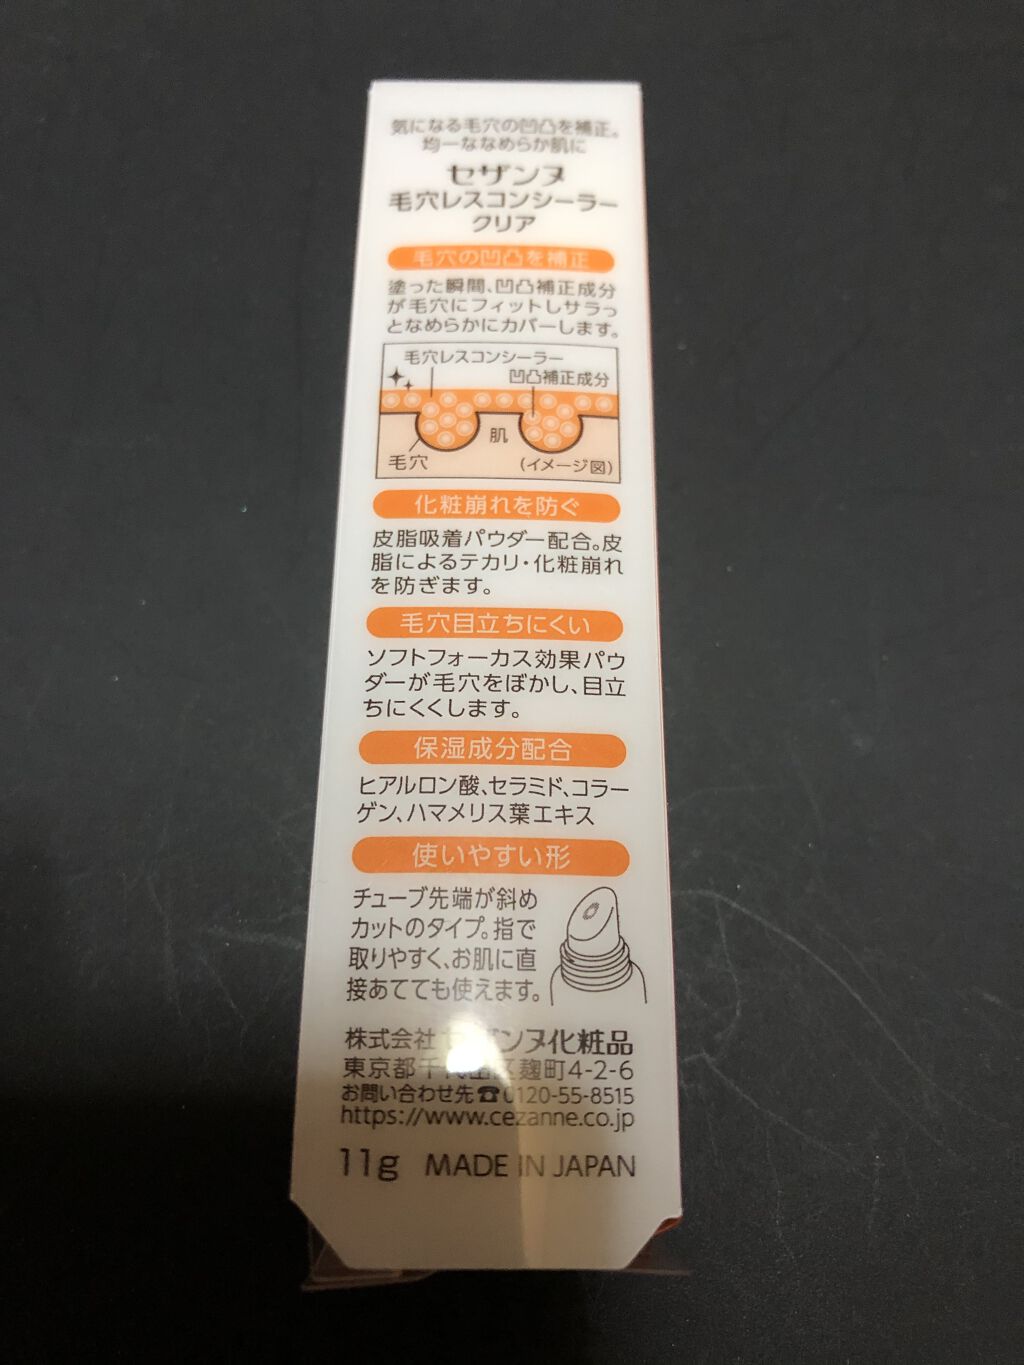 気になる毛穴の凹凸を補正。
均一ななめらか肌に
セザンヌ
毛穴レスコンシーラー
クリア
毛穴の凹凸を補正
塗った瞬間、凹凸補正成分
が毛穴にフィットしサラっ
となめらかにカバーします。
毛穴レスコンシーラー
凹凸補正成分
肌
毛穴
(イメージ図)
化粧崩れを防ぐ
皮脂吸着パウダー配合。皮
脂によるテカリ・化粧崩れ
を防ぎます。
毛穴目立ちにくい
ソフトフォーカス効果パウ
ダーが毛穴をぼかし、目立
ちにくくします。
保湿成分配合
ヒアルロン酸、セラミド、コラー
ゲン、ハマメリス葉エキス
使いやすい形
チューブ先端が斜め
カットのタイプ。指で
取りやすく、お肌に直
接あてても使えます。
株式会社セザンヌ化粧品
東京都千代田区麹町4-2-6
お問い合わせ先☎0120-55-8515
https://www.cezanne.co.jp
11g MADE IN JAPAN